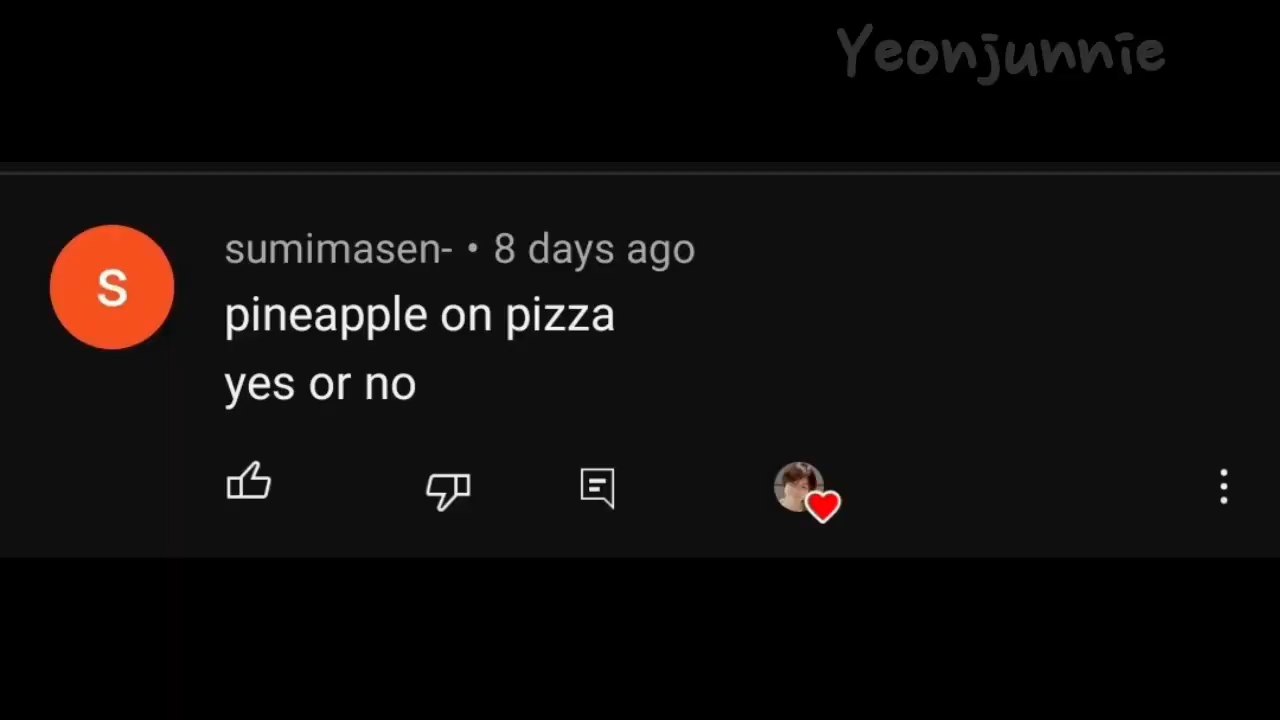 Yeonjunnie
S
sumimasen- • 8 days ago
pineapple on pizza
yes or no